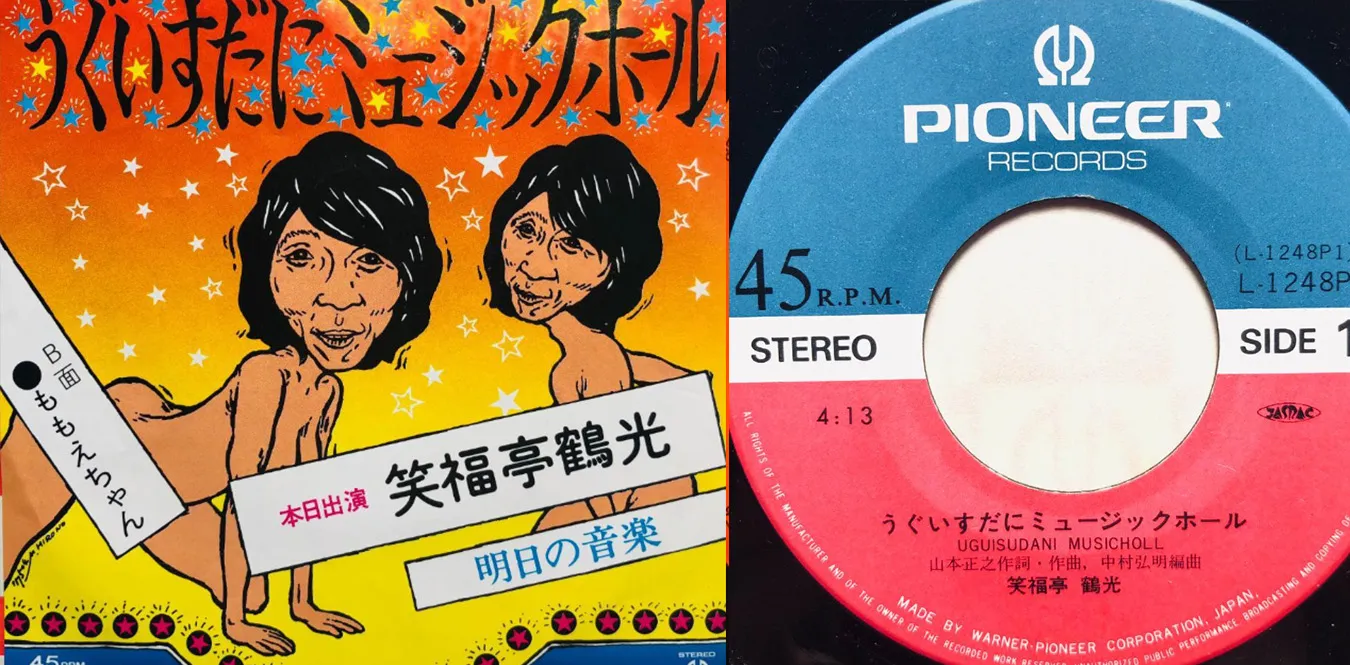 うぐいすだにミュージックホール
B面
●ももえちゃん
本日出演 笑福亭鶴光
明日の音楽
HIRONO
45RPM
STEREO
PIONEER
RECORDS
45 R.P.M.
(L-1248P1)
L-1248P
STEREO
SIDE 1
4:13
JASRAC
うぐいすだにミュージックホール
UGUISUDANI MUSICHOLL
山本正之作詞・作曲, 中村弘明編曲
笑福亭 鶴光
MADE BY WARNER-PIONEER CORPORATION, JAPAN.
ALL RIGHTS OF THE MANUFACTURER AND OF THE OWNER OF THE RECORDED WORK RESERVED. UNAUTHORIZED PUBLIC PERFORMANCE, BROADCASTING AND COPYING OF